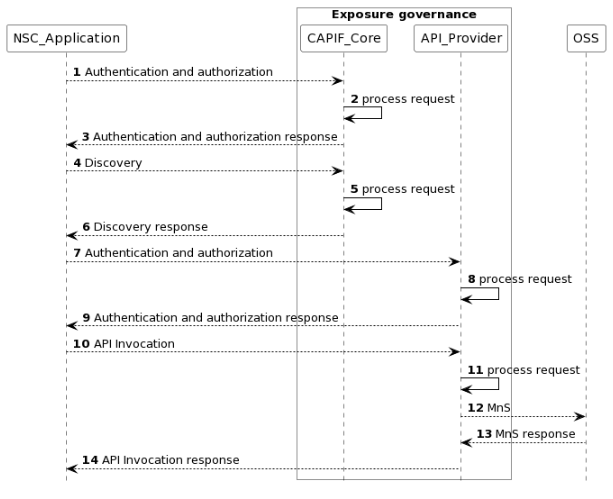 Exposure governance
NSC_Application
CAPIF_Core
API_Provider
OSS
1 Authentication and authorization
2 process request
3 Authentication and authorization response
4 Discovery
5 process request
6 Discovery response
7 Authentication and authorization
8 process request
9 Authentication and authorization response
10 API Invocation
11 process request
12 MnS
13 MnS response
14 API Invocation response